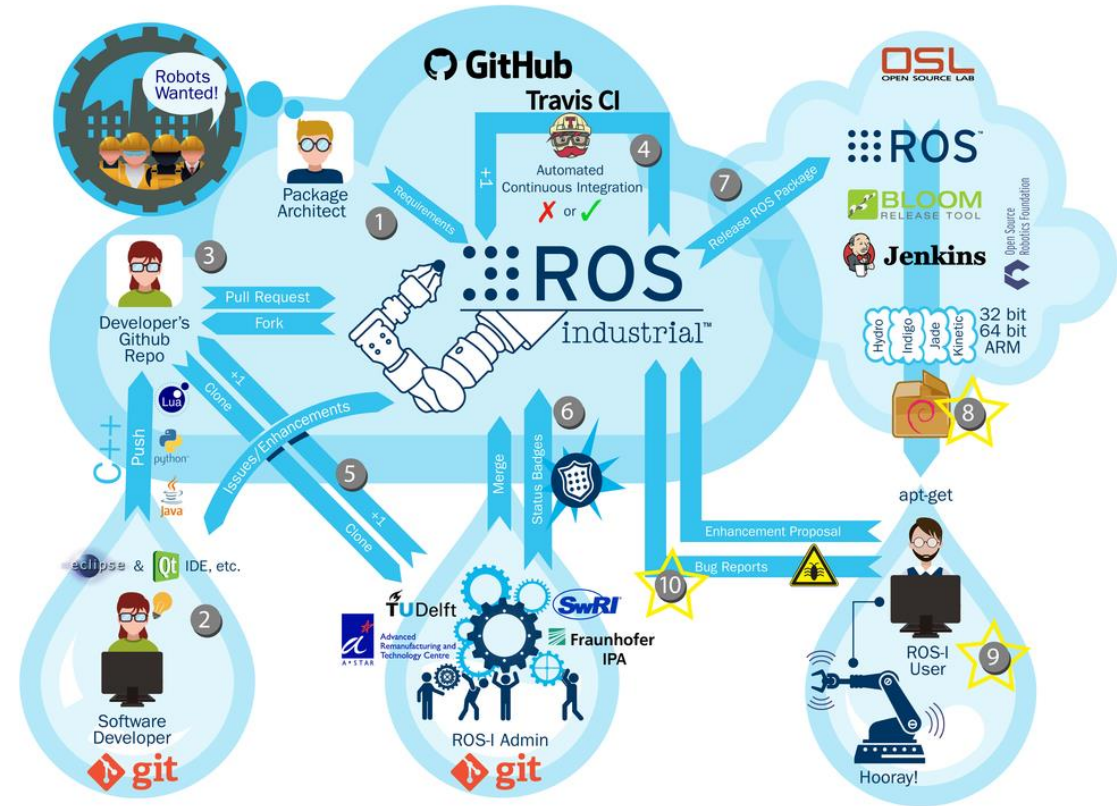 Robots
Wanted!
Package
Architect
GitHub
Travis CI
+1
Automated
Continuous Integration
or
4
1
Requirements
ROS
industrial™
7
Release ROS Package
OSL
OPEN SOURCE LAB
ROS™
BLOOM
RELEASE TOOL
Jenkins
Open Source
Robotics Foundation
Hydro
Indigo
Jade
Kinetic
32 bit
64 bit
ARM
8
apt-get
3
Developer's
Github
Repo
Pull Request
Fork
C++
Push
Lua
python
Java
+1
Clone
Issues/Enhancements
5
+1
Clone
Merge
Status Badges
6
eclipse & Qt IDE, etc.
2
Software
Developer
git
TUDelft
A*STAR
Advanced
Remanufacturing and
Technology Centre
SwRI
Fraunhofer
IPA
ROS-I Admin
git
Enhancement Proposal
Bug Reports
10
ROS-I
User
9
Hooray!